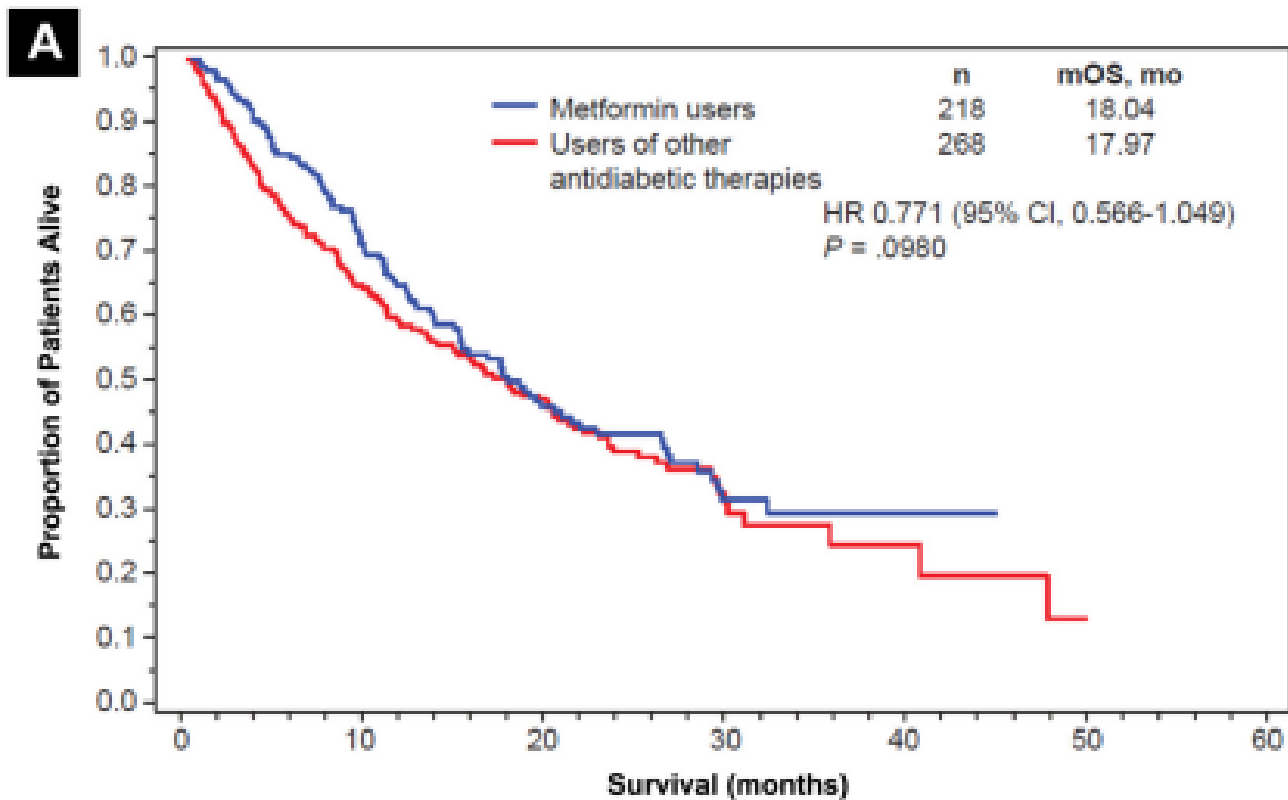 A
n mOS, mo
Metformin users 218 18.04
Users of other 268 17.97
antidiabetic therapies
HR 0.771 (95% CI, 0.566-1.049)
P = .0980
Proportion of Patients Alive
1.0
0.9
0.8
0.7
0.6
0.5
0.4
0.3
0.2
0.1
0.0
0 10 20 30 40 50 60
Survival (months)